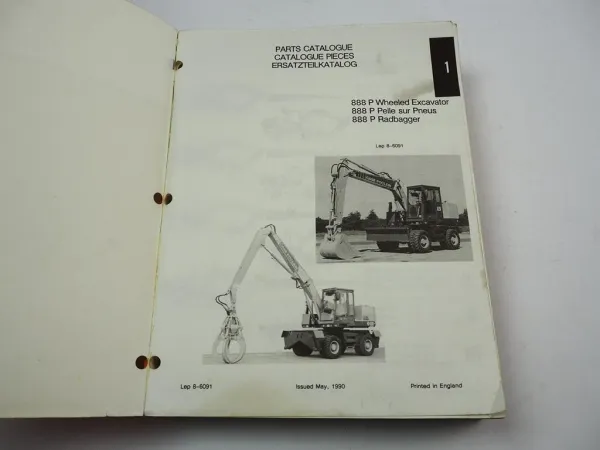 PARTS CATALOGUE
CATALOGUE PIECES
ERSATZTEILKATALOG
1
888 P Wheeled Excavator
888 P Pelle sur Pneus
888 P Radbagger
Lep 8-6091
Lep 8-6091 Issued May, 1990 Printed in England